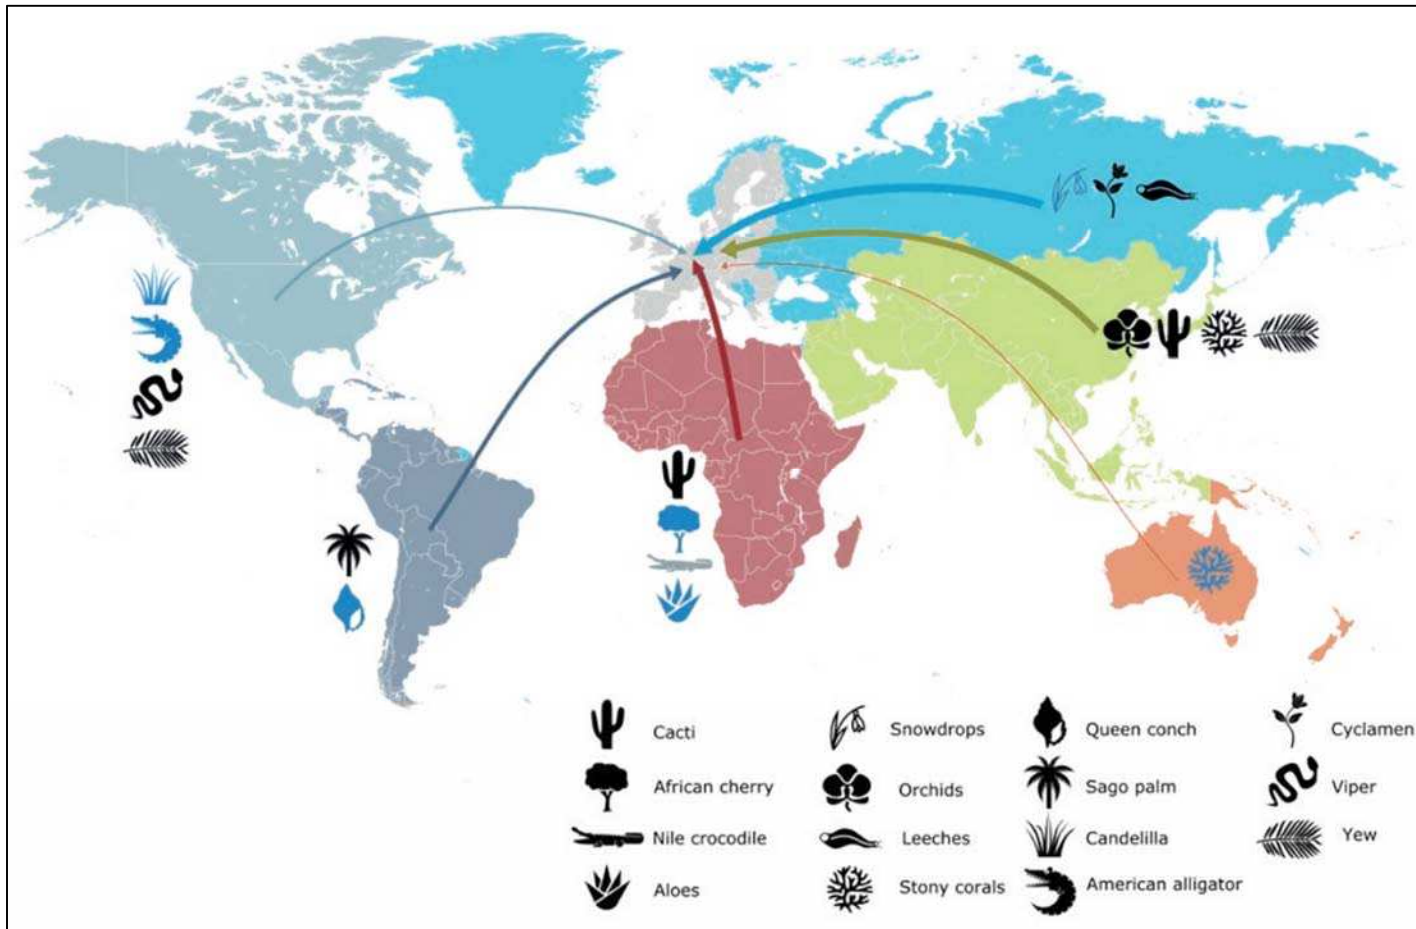 Cacti
Snowdrops
Queen conch
Cyclamen
African cherry
Orchids
Sago palm
Viper
Nile crocodile
Leeches
Candelilla
Yew
Aloes
Stony corals
American alligator